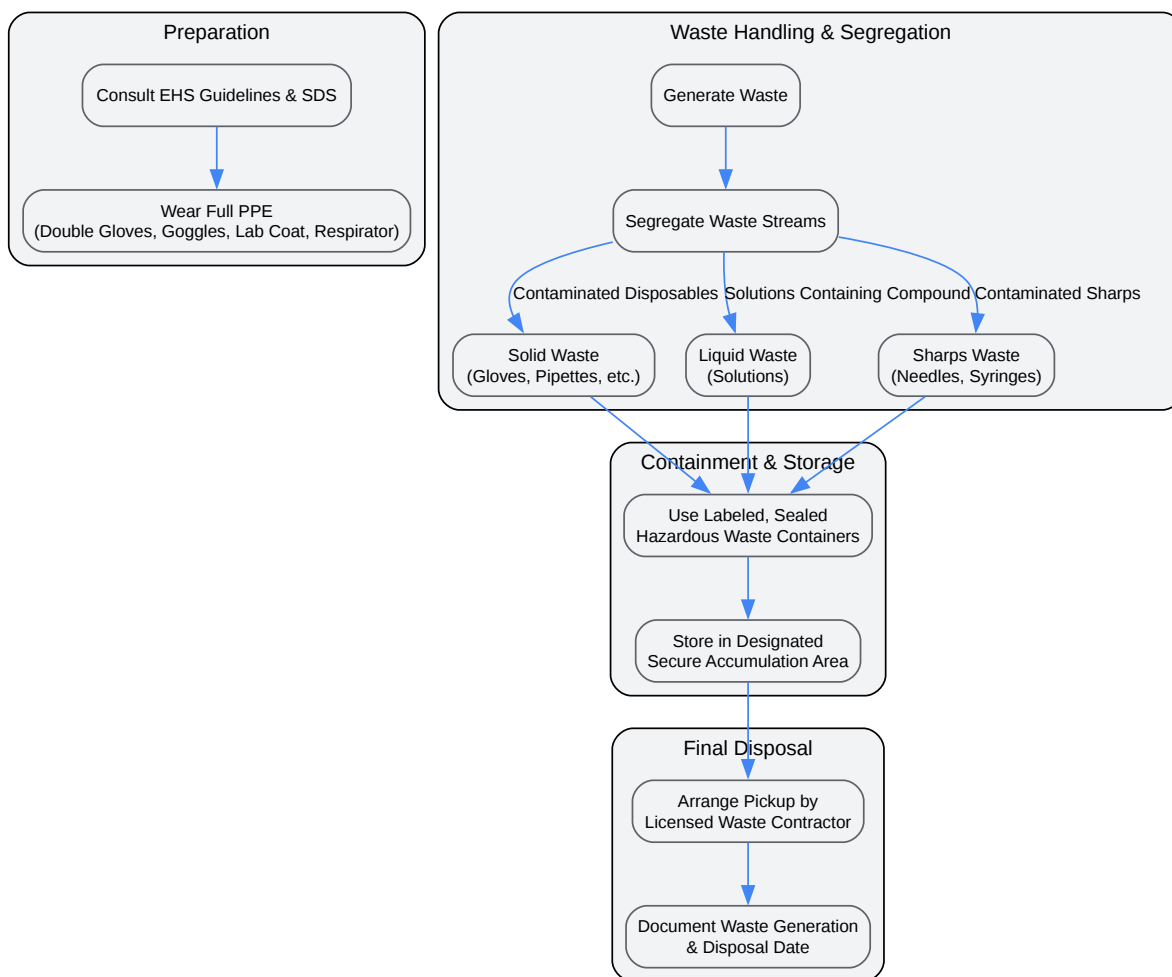 Preparation
Consult EHS Guidelines & SDS
Wear Full PPE
(Double Gloves, Goggles, Lab Coat, Respirator)
Waste Handling & Segregation
Generate Waste
Segregate Waste Streams
Contaminated Disposables
Solutions Containing Compound
Contaminated Sharps
Solid Waste
(Gloves, Pipettes, etc.)
Liquid Waste
(Solutions)
Sharps Waste
(Needles, Syringes)
Containment & Storage
Use Labeled, Sealed
Hazardous Waste Containers
Store in Designated
Secure Accumulation Area
Final Disposal
Arrange Pickup by
Licensed Waste Contractor
Document Waste Generation
& Disposal Date